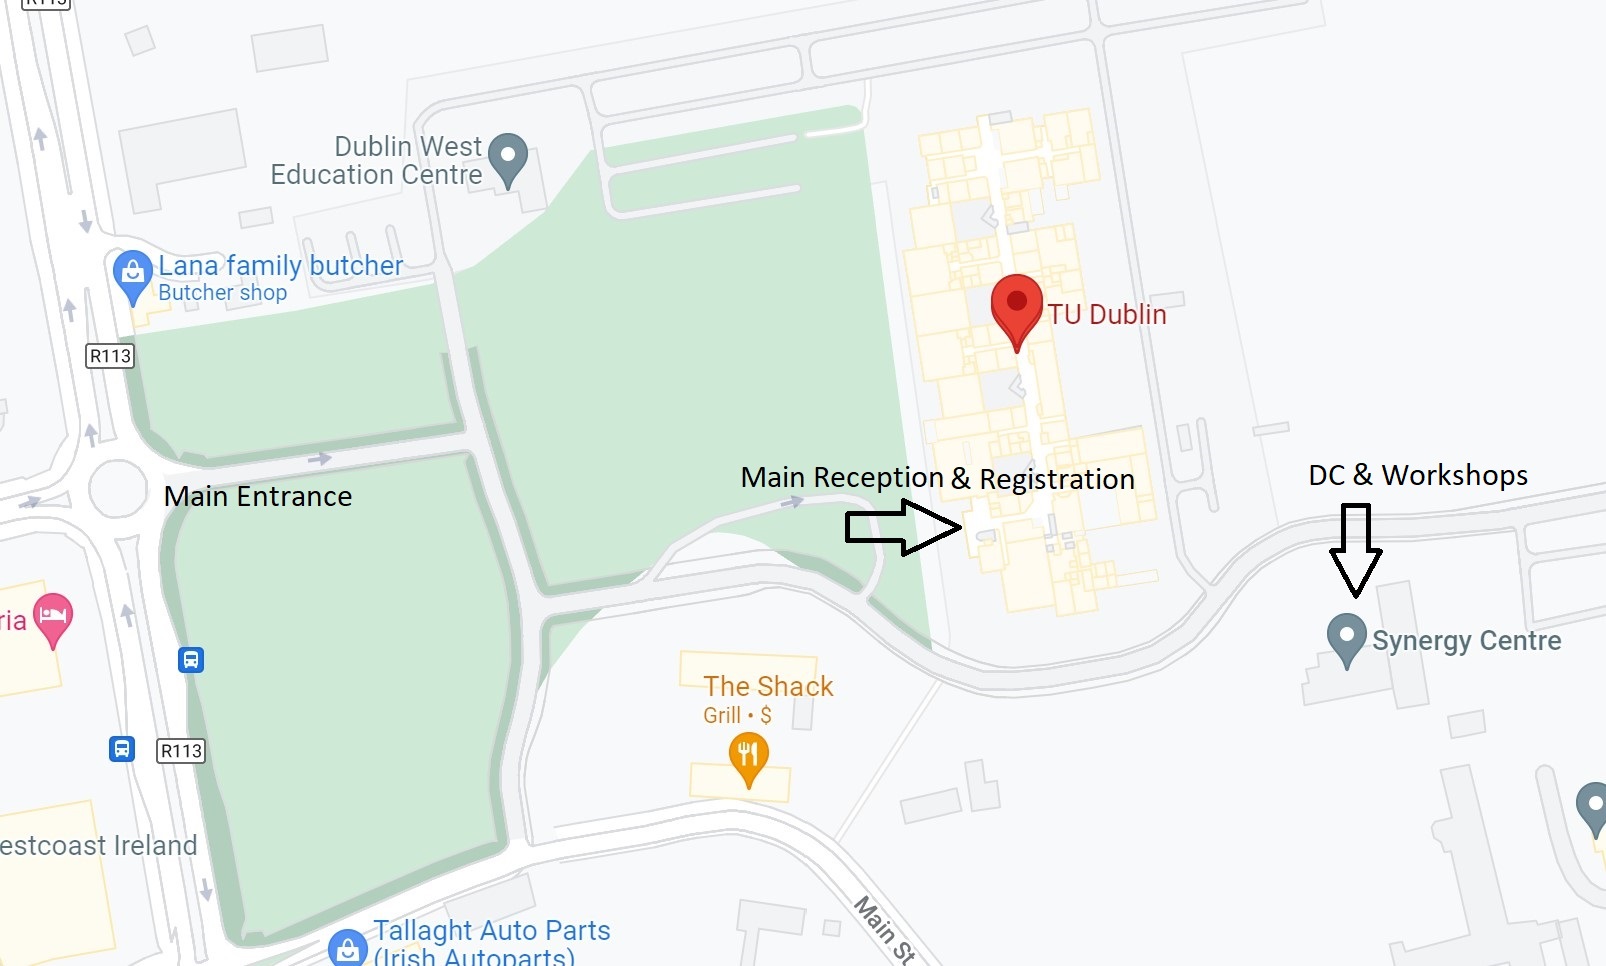 R113
Dublin West
Education Centre
Lana family butcher
Butcher shop
R113
TU Dublin
Main Entrance
Main Reception & Registration
DC & Workshops
ria
Synergy Centre
The Shack
Grill • $
R113
estcoast Ireland
Main St
Tallaght Auto Parts
(Irish Autoparts)